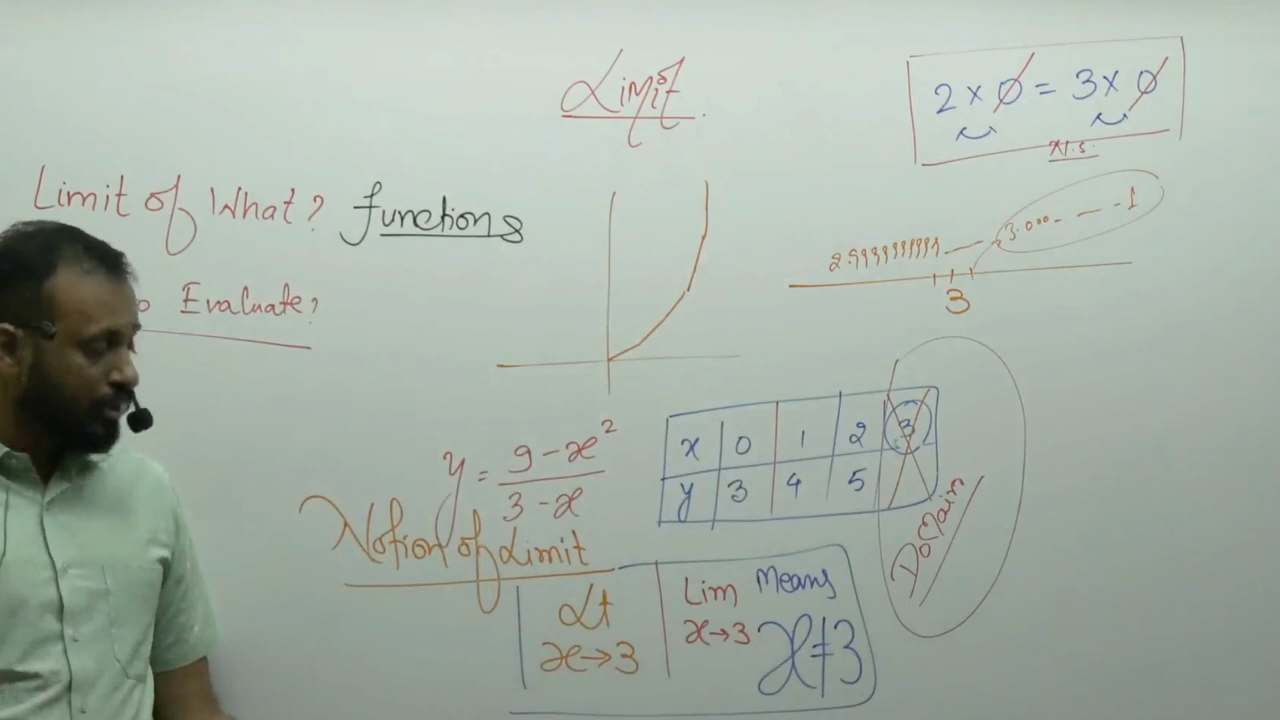 Limit
2 × 0 = 3 × 0
N.S.
Limit of What? functions
2.9999999999 — - 3.000- — - -1
3
Evaluate?
y = 9-x² / 3-x
x 0 1 2 3
y 3 4 5
Domain
Notion of Limit
Lt x→3
Lim x→3 Means x≠3